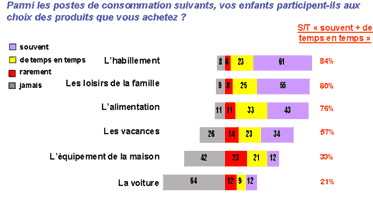 Parmi les postes de consommation suivants, vos enfants participent-ils aux
choix des produits que vous achetez ?
S/T « souvent + de
temps en temps »
souvent
de temps en temps
rarement
jamais
L'habillement 8 6 23 61 84%
Les loisirs de la famille 9 8 25 55 80%
L'alimentation 11 11 33 43 76%
Les vacances 26 14 23 34 57%
L'équipement de la maison 42 23 21 12 33%
La voiture 64 12 9 12 21%